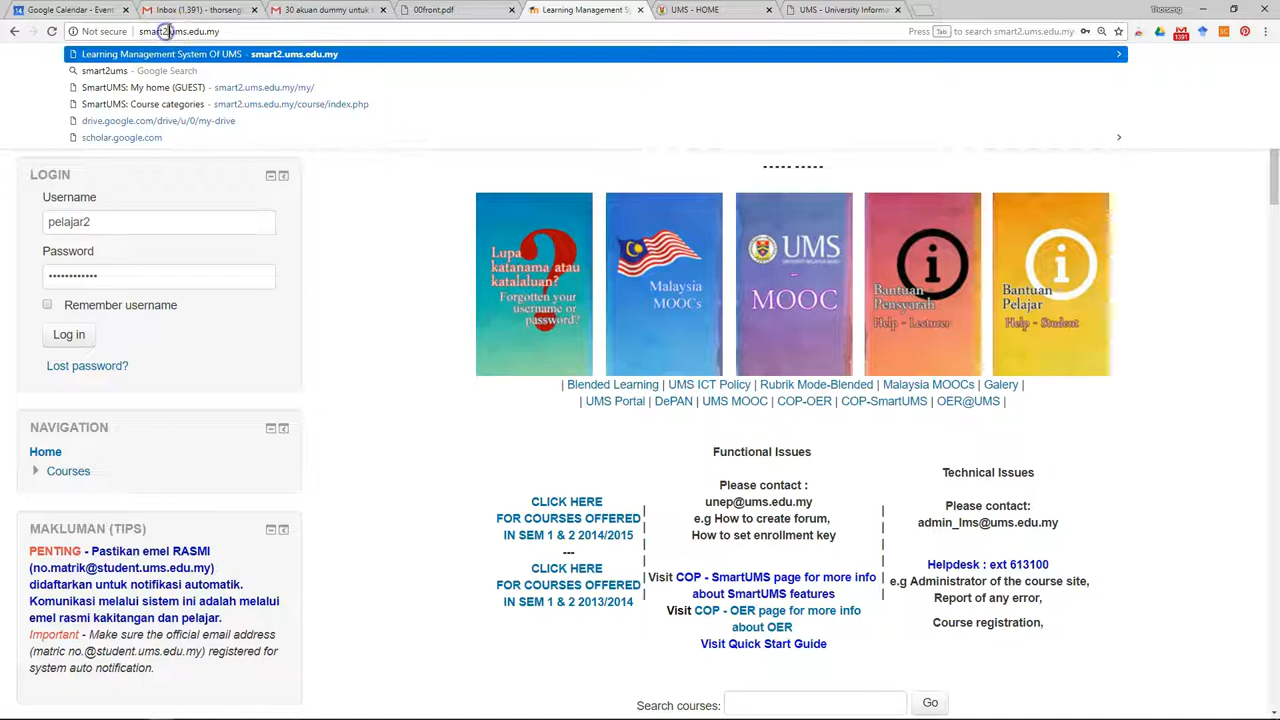 Google Calendar - Event
Inbox (1,391) - thorseng
30 akuan dummy untuk s
00front.pdf
Learning Management S
UMS - HOME
UMS - University Informa
Thorseng
Not secure
smart2.ums.edu.my
Press Tab to search smart2.ums.edu.my
1391
Learning Management System Of UMS - smart2.ums.edu.my
smart2ums - Google Search
SmartUMS: My home (GUEST) - smart2.ums.edu.my/my/
SmartUMS: Course categories - smart2.ums.edu.my/course/index.php
drive.google.com/drive/u/0/my-drive
scholar.google.com
-----  -----
LOGIN
Username
pelajar2
Password
••••••••••••
Remember username
Log in
Lost password?
NAVIGATION
Home
Courses
MAKLUMAN (TIPS)
PENTING - Pastikan emel RASMI
(no.matrik@student.ums.edu.my)
didaftarkan untuk notifikasi automatik.
Komunikasi melalui sistem ini adalah melalui
emel rasmi kakitangan dan pelajar.
Important - Make sure the official email address
(matric no.@student.ums.edu.my) registered for
system auto notification.
Lupa
katanama atau
katalaluan?
Forgotten your
username or
password?
?
Malaysia
MOOCs
UMS
MOOC
Bantuan
Pensyarah
Help - Lecturer
Bantuan
Pelajar
Help - Student
| Blended Learning | UMS ICT Policy | Rubrik Mode-Blended | Malaysia MOOCs | Galery |
| UMS Portal | DePAN | UMS MOOC | COP-OER | COP-SmartUMS | OER@UMS |
CLICK HERE
FOR COURSES OFFERED
IN SEM 1 & 2 2014/2015
---
CLICK HERE
FOR COURSES OFFERED
IN SEM 1 & 2 2013/2014
Functional Issues
Please contact :
unep@ums.edu.my
e.g How to create forum,
How to set enrollment key
Visit COP - SmartUMS page for more info
about SmartUMS features
Visit COP - OER page for more info
about OER
Visit Quick Start Guide
Technical Issues
Please contact:
admin_lms@ums.edu.my
Helpdesk : ext 613100
e.g Administrator of the course site,
Report of any error,
Course registration,
Search courses:
Go